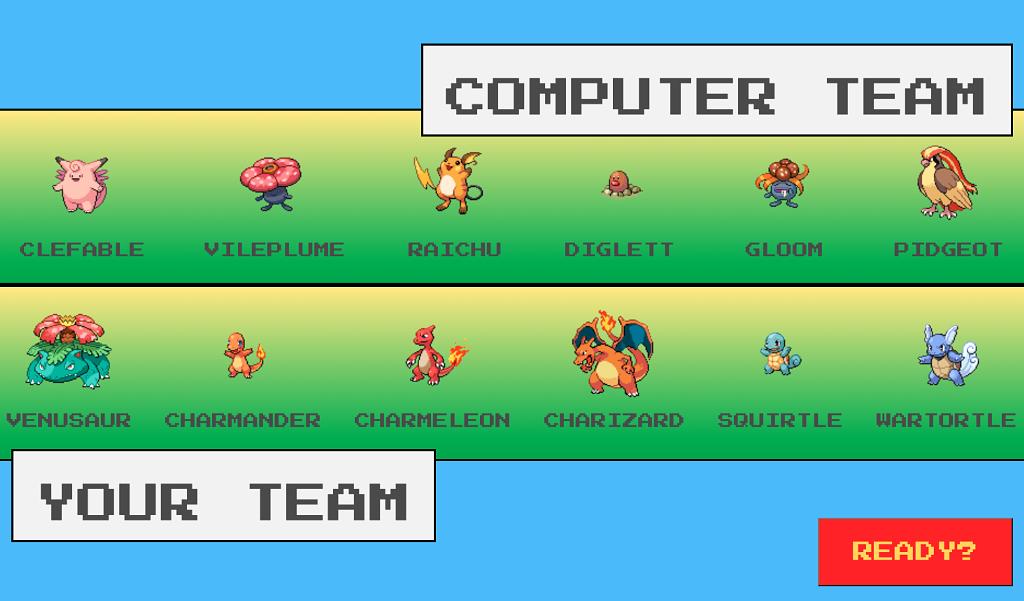 COMPUTER TEAM
CLEFABLE VILEPLUME RAICHU DIGLETT GLOOM PIDGEOT
VENUSAUR CHARMANDER CHARMELEON CHARIZARD SQUIRTLE WARTORTLE
YOUR TEAM
READY?